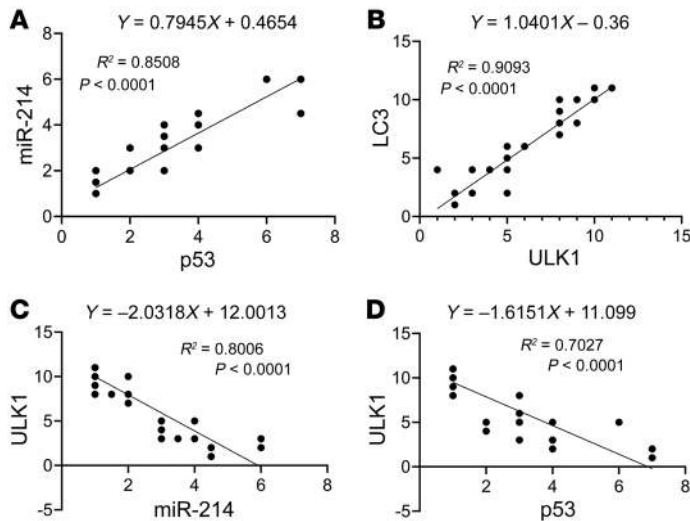 A
Y = 0.7945X + 0.4654
R² = 0.8508
P < 0.0001
miR-214
8
6
4
2
0
0 2 4 6 8
p53
B
Y = 1.0401X – 0.36
R² = 0.9093
P < 0.0001
LC3
15
10
5
0
0 5 10 15
ULK1
C
Y = –2.0318X + 12.0013
R² = 0.8006
P < 0.0001
ULK1
15
10
5
0
-5
2 4 6 8
miR-214
D
Y = –1.6151X + 11.099
R² = 0.7027
P < 0.0001
ULK1
15
10
5
0
-5
2 4 6 8
p53